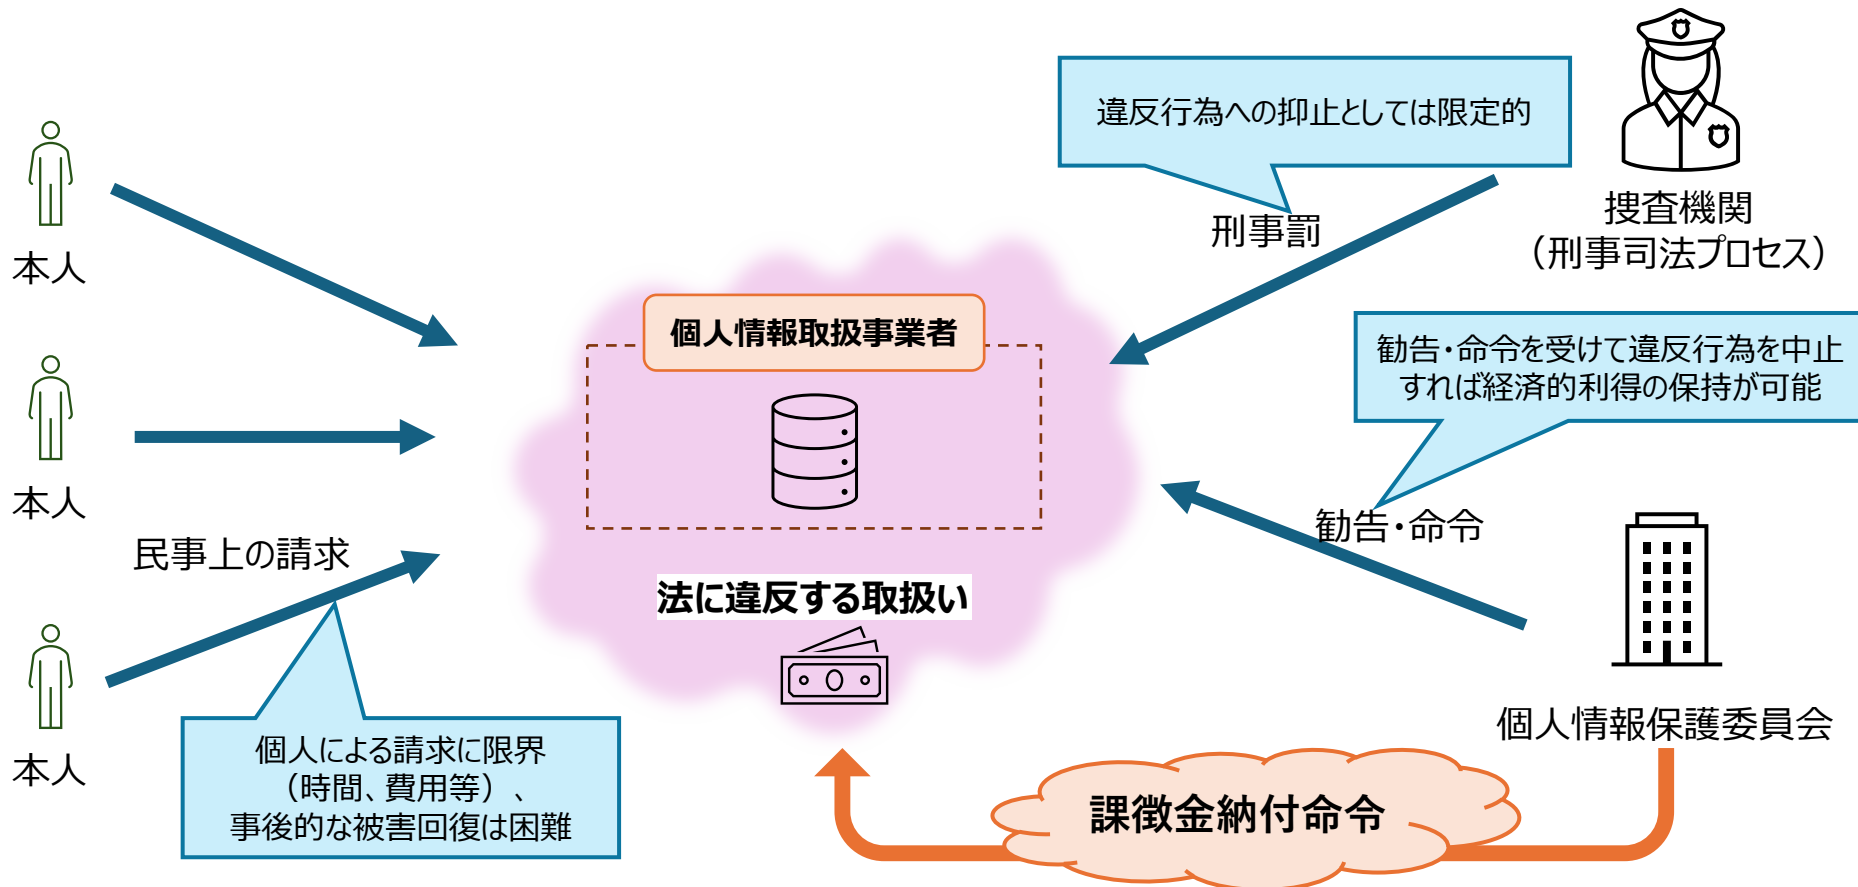 違反行為への抑止としては限定的
捜査機関
（刑事司法プロセス）
刑事罰
本人
個人情報取扱事業者
勧告・命令を受けて違反行為を中止
すれば経済的利得の保持が可能
本人
勧告・命令
民事上の請求
法に違反する取扱い
個人情報保護委員会
本人
個人による請求に限界
（時間、費用等）、
事後的な被害回復は困難
課徴金納付命令